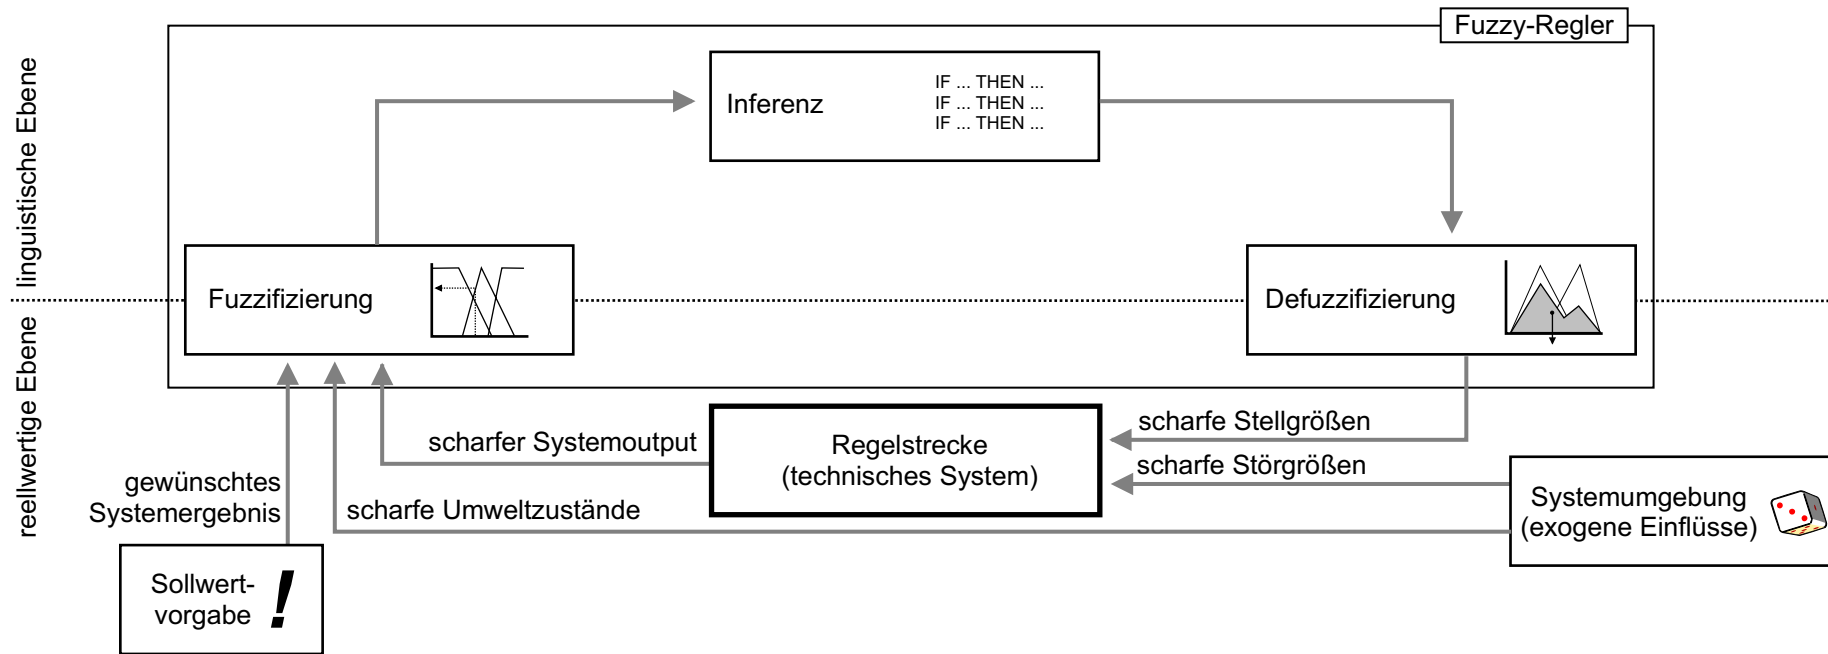 Fuzzy-Regler
linguistische Ebene
Inferenz
IF ... THEN ...
IF ... THEN ...
IF ... THEN ...
Fuzzifizierung
Defuzzifizierung
reellwertige Ebene
scharfer Systemoutput
Regelstrecke
(technisches System)
scharfe Stellgrößen
scharfe Störgrößen
gewünschtes
Systemergebnis
scharfe Umweltzustände
Systemumgebung
(exogene Einflüsse)
Sollwert-
vorgabe
!